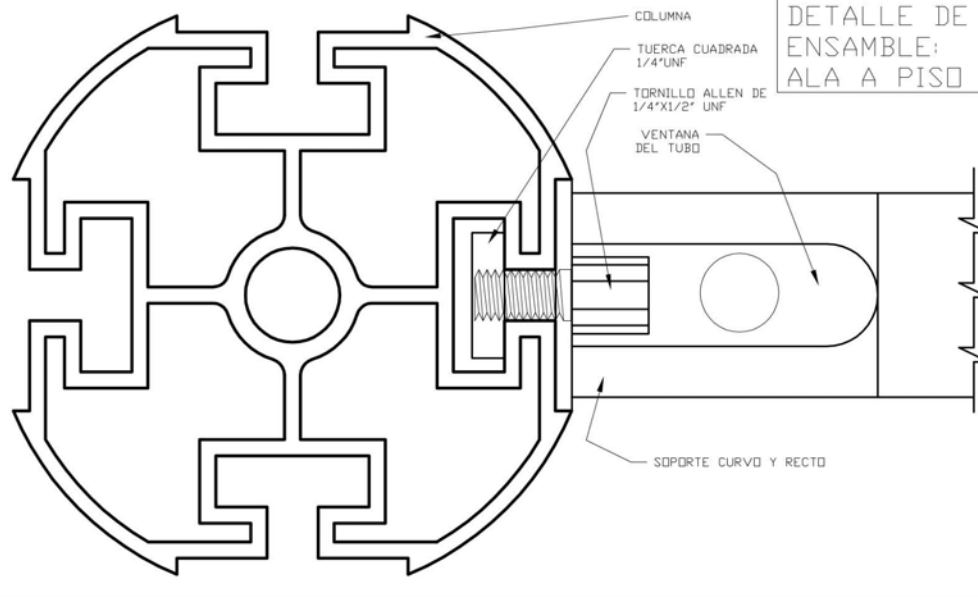 COLUMNA
TUERCA CUADRADA
1/4"UNF
TORNILLO ALLEN DE
1/4"X1/2" UNF
VENTANA
DEL TUBO
DETALLE DE
ENSAMBLE:
ALA A PISO
SOPORTE CURVO Y RECTO